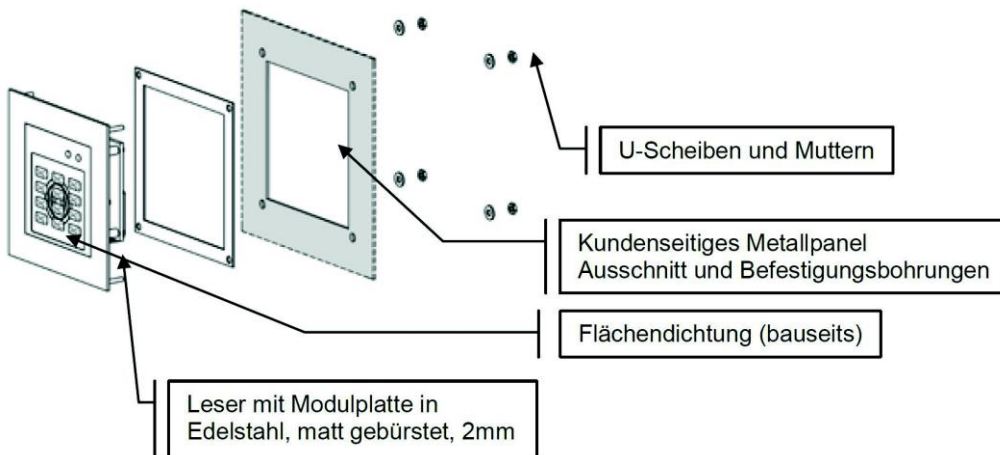 U-Scheiben und Muttern
Kundenseitiges Metallpanel
Ausschnitt und Befestigungsbohrungen
Flächendichtung (bauseits)
Leser mit Modulplatte in
Edelstahl, matt gebürstet, 2mm